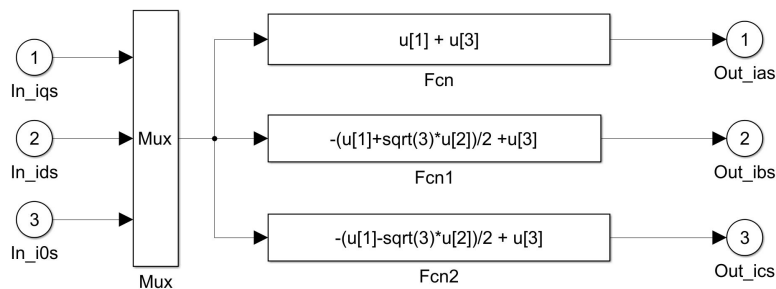 1
In_iqs
2
In_ids
3
In_i0s
Mux
Mux
u[1] + u[3]
Fcn
-(u[1]+sqrt(3)*u[2])/2 +u[3]
Fcn1
-(u[1]-sqrt(3)*u[2])/2 + u[3]
Fcn2
1
Out_ias
2
Out_ibs
3
Out_ics